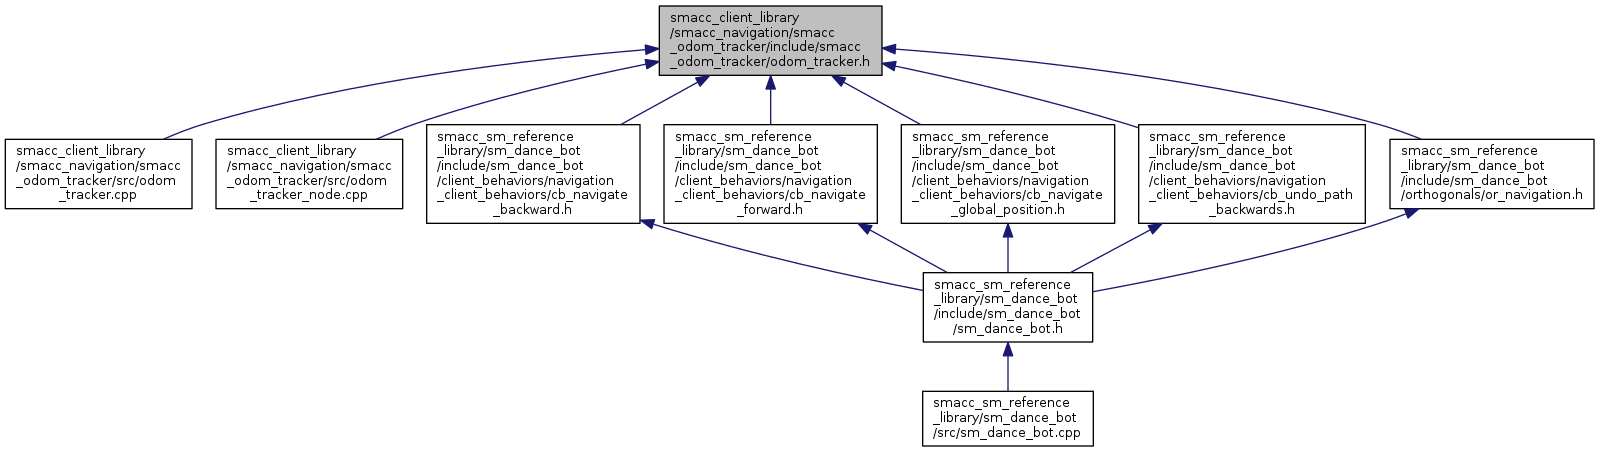 smacc_client_library
/smacc_navigation/smacc
_odom_tracker/include/smacc
_odom_tracker/odom_tracker.h
smacc_client_library
/smacc_navigation/smacc
_odom_tracker/src/odom
_tracker.cpp
smacc_client_library
/smacc_navigation/smacc
_odom_tracker/src/odom
_tracker_node.cpp
smacc_sm_reference
_library/sm_dance_bot
/include/sm_dance_bot
/client_behaviors/navigation
_client_behaviors/cb_navigate
_backward.h
smacc_sm_reference
_library/sm_dance_bot
/include/sm_dance_bot
/client_behaviors/navigation
_client_behaviors/cb_navigate
_forward.h
smacc_sm_reference
_library/sm_dance_bot
/include/sm_dance_bot
/client_behaviors/navigation
_client_behaviors/cb_navigate
_global_position.h
smacc_sm_reference
_library/sm_dance_bot
/include/sm_dance_bot
/client_behaviors/navigation
_client_behaviors/cb_undo_path
_backwards.h
smacc_sm_reference
_library/sm_dance_bot
/include/sm_dance_bot
/orthogonals/or_navigation.h
smacc_sm_reference
_library/sm_dance_bot
/include/sm_dance_bot
/sm_dance_bot.h
smacc_sm_reference
_library/sm_dance_bot
/src/sm_dance_bot.cpp